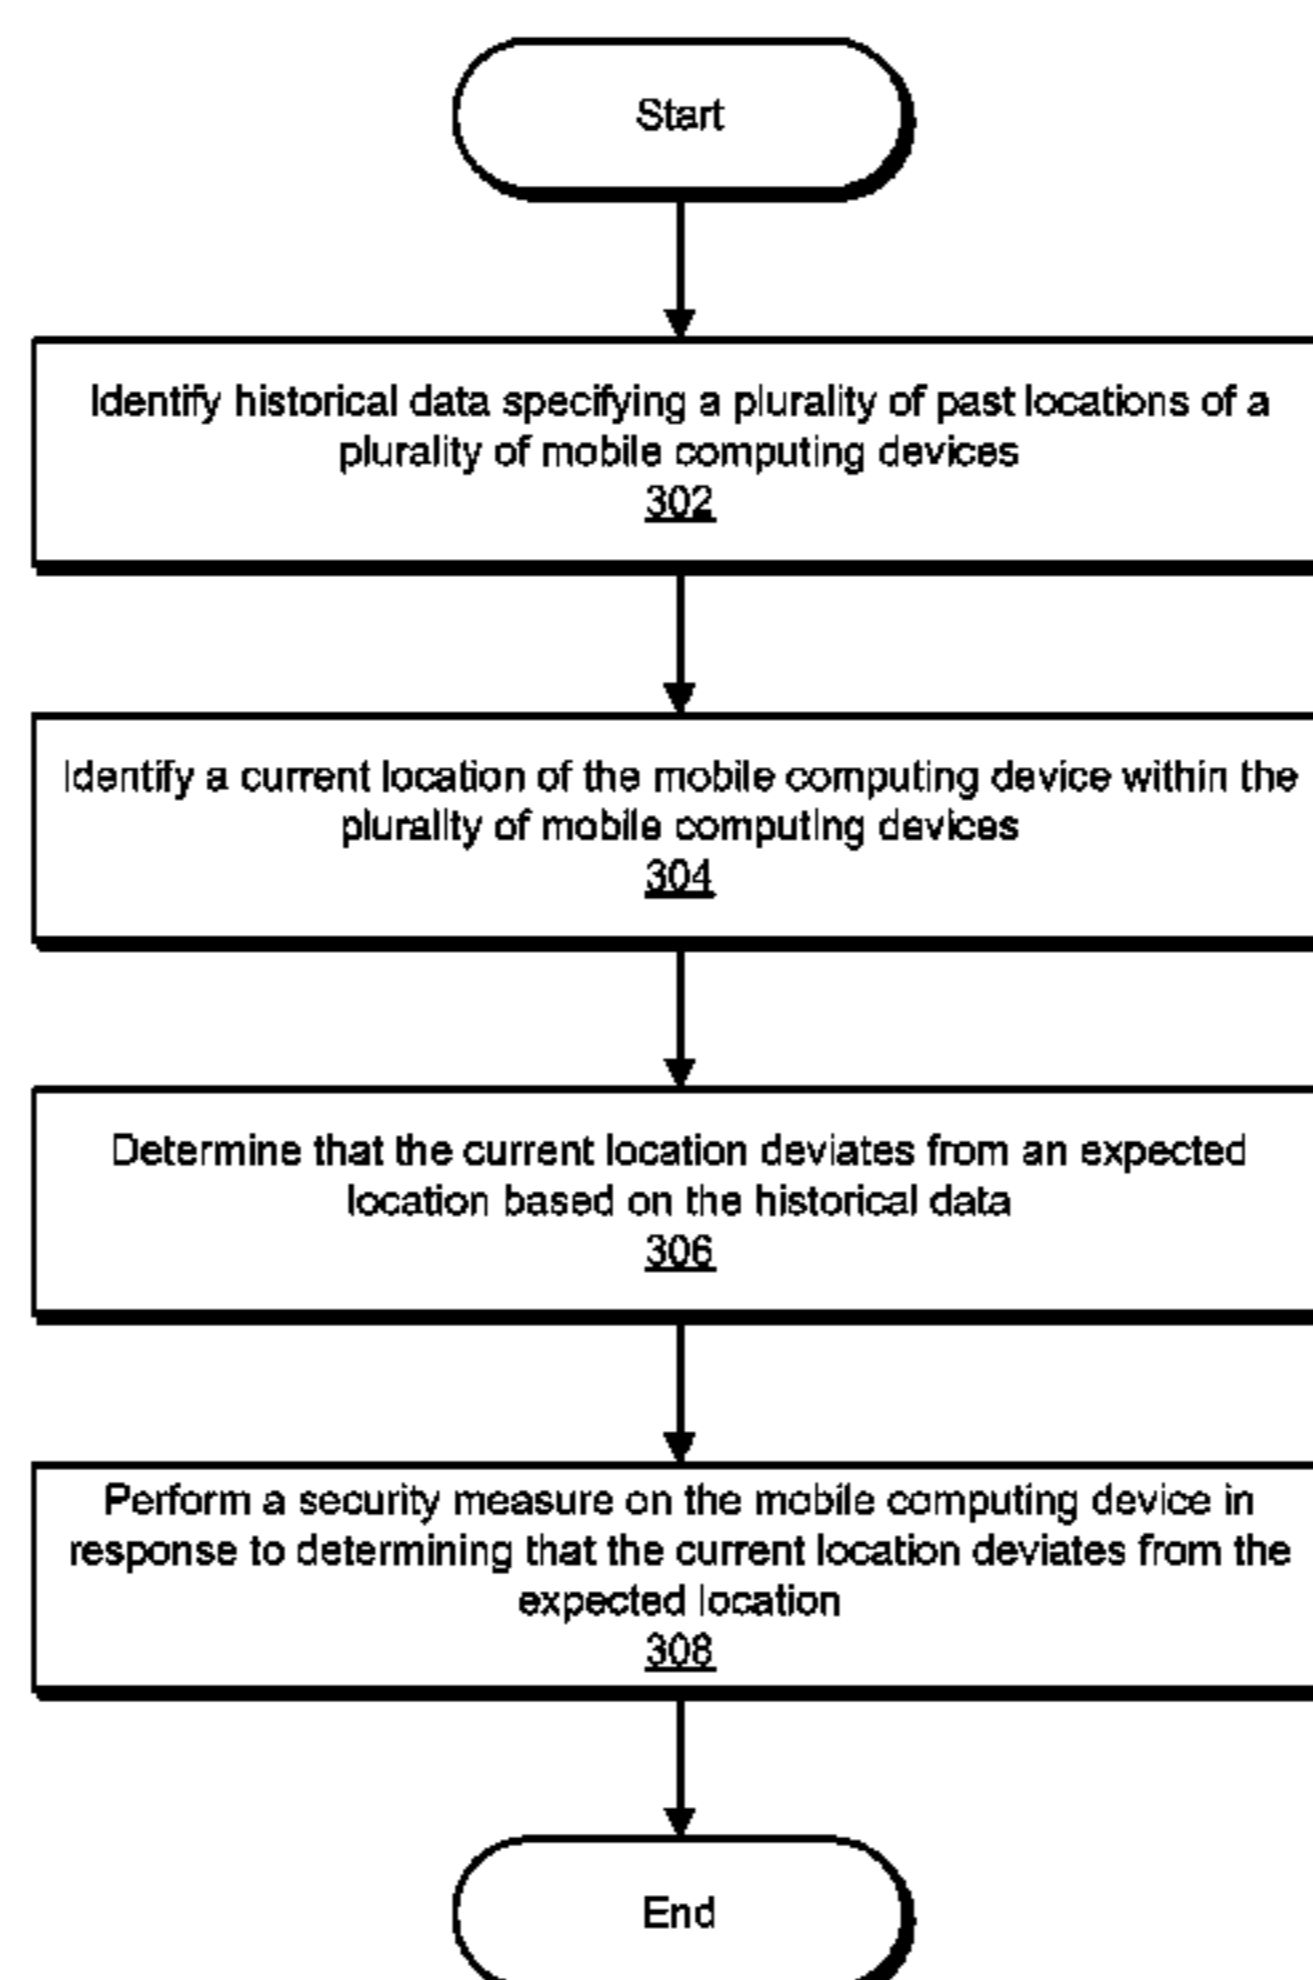 Start
Identify historical data specifying a plurality of past locations of a
plurality of mobile computing devices
302
Identify a current location of the mobile computing device within the
plurality of mobile computing devices
304
Determine that the current location deviates from an expected
location based on the historical data
306
Perform a security measure on the mobile computing device in
response to determining that the current location deviates from the
expected location
308
End